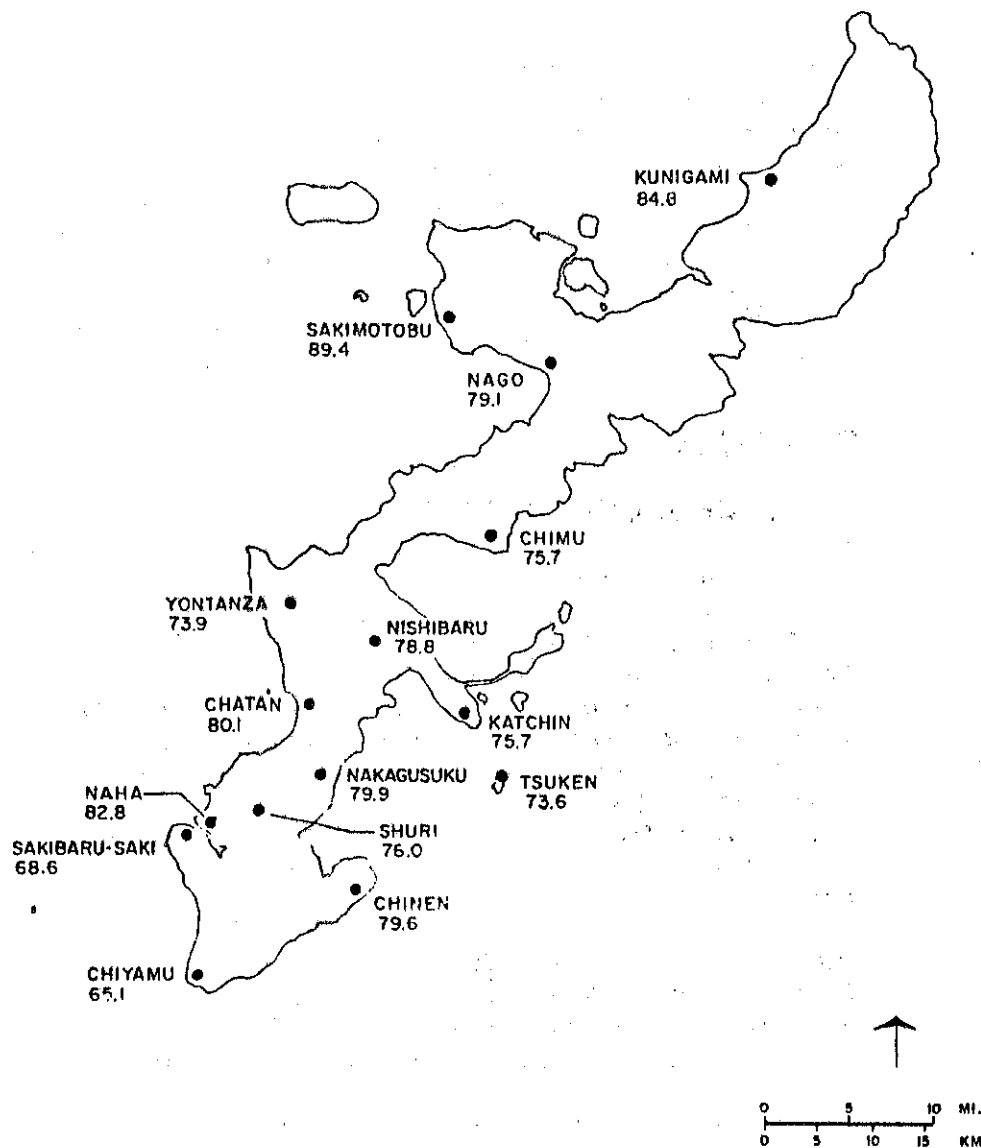 KUNIGAMI
84.8
SAKIMOTOBU
89.4
NAGO
79.1
CHIMU
75.7
YONTANZA
73.9
NISHIBARU
78.8
CHATAN
80.1
KATCHIN
75.7
NAKAGUSUKU
79.9
TSUKEN
73.6
NAHA
82.8
SHURI
76.0
SAKIBARU-SAKI
68.6
CHINEN
79.6
CHIYAMU
65.1
0 5 10 MI.
0 5 10 15 KM